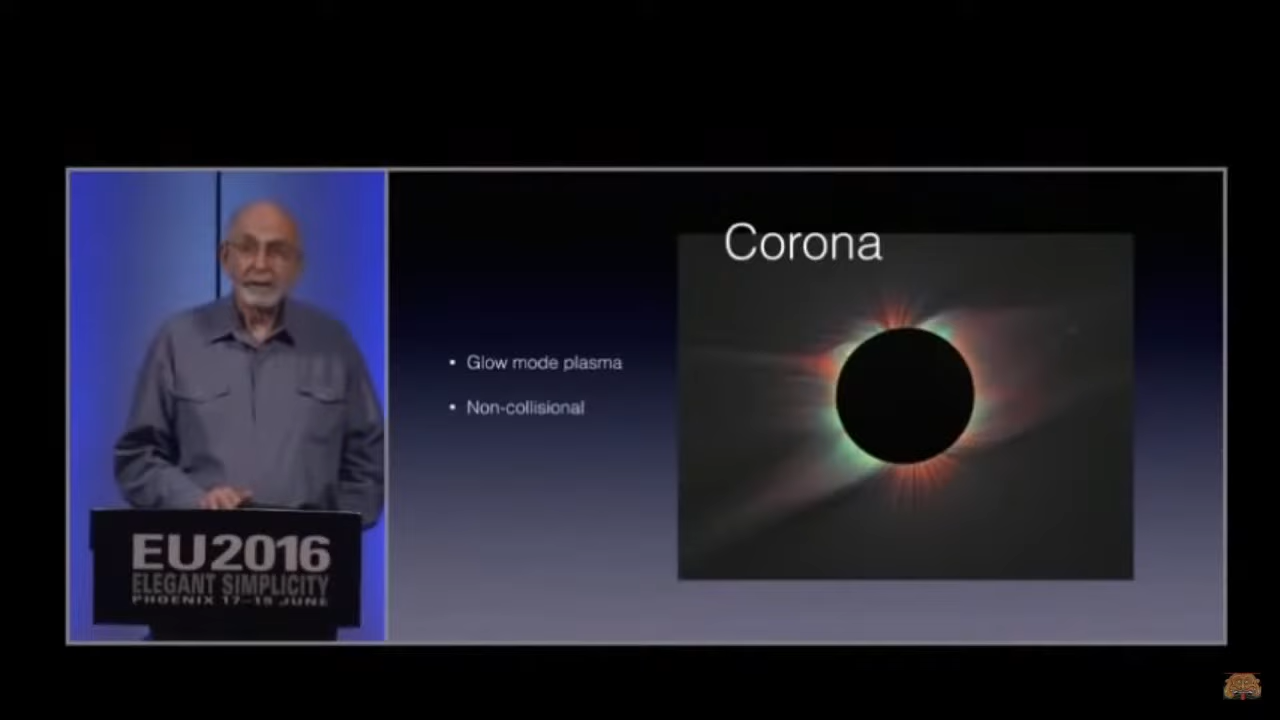 Corona
• Glow mode plasma
• Non-collisional
EU2016
ELEGANT SIMPLICITY
PHOENIX 17–19 JUNE